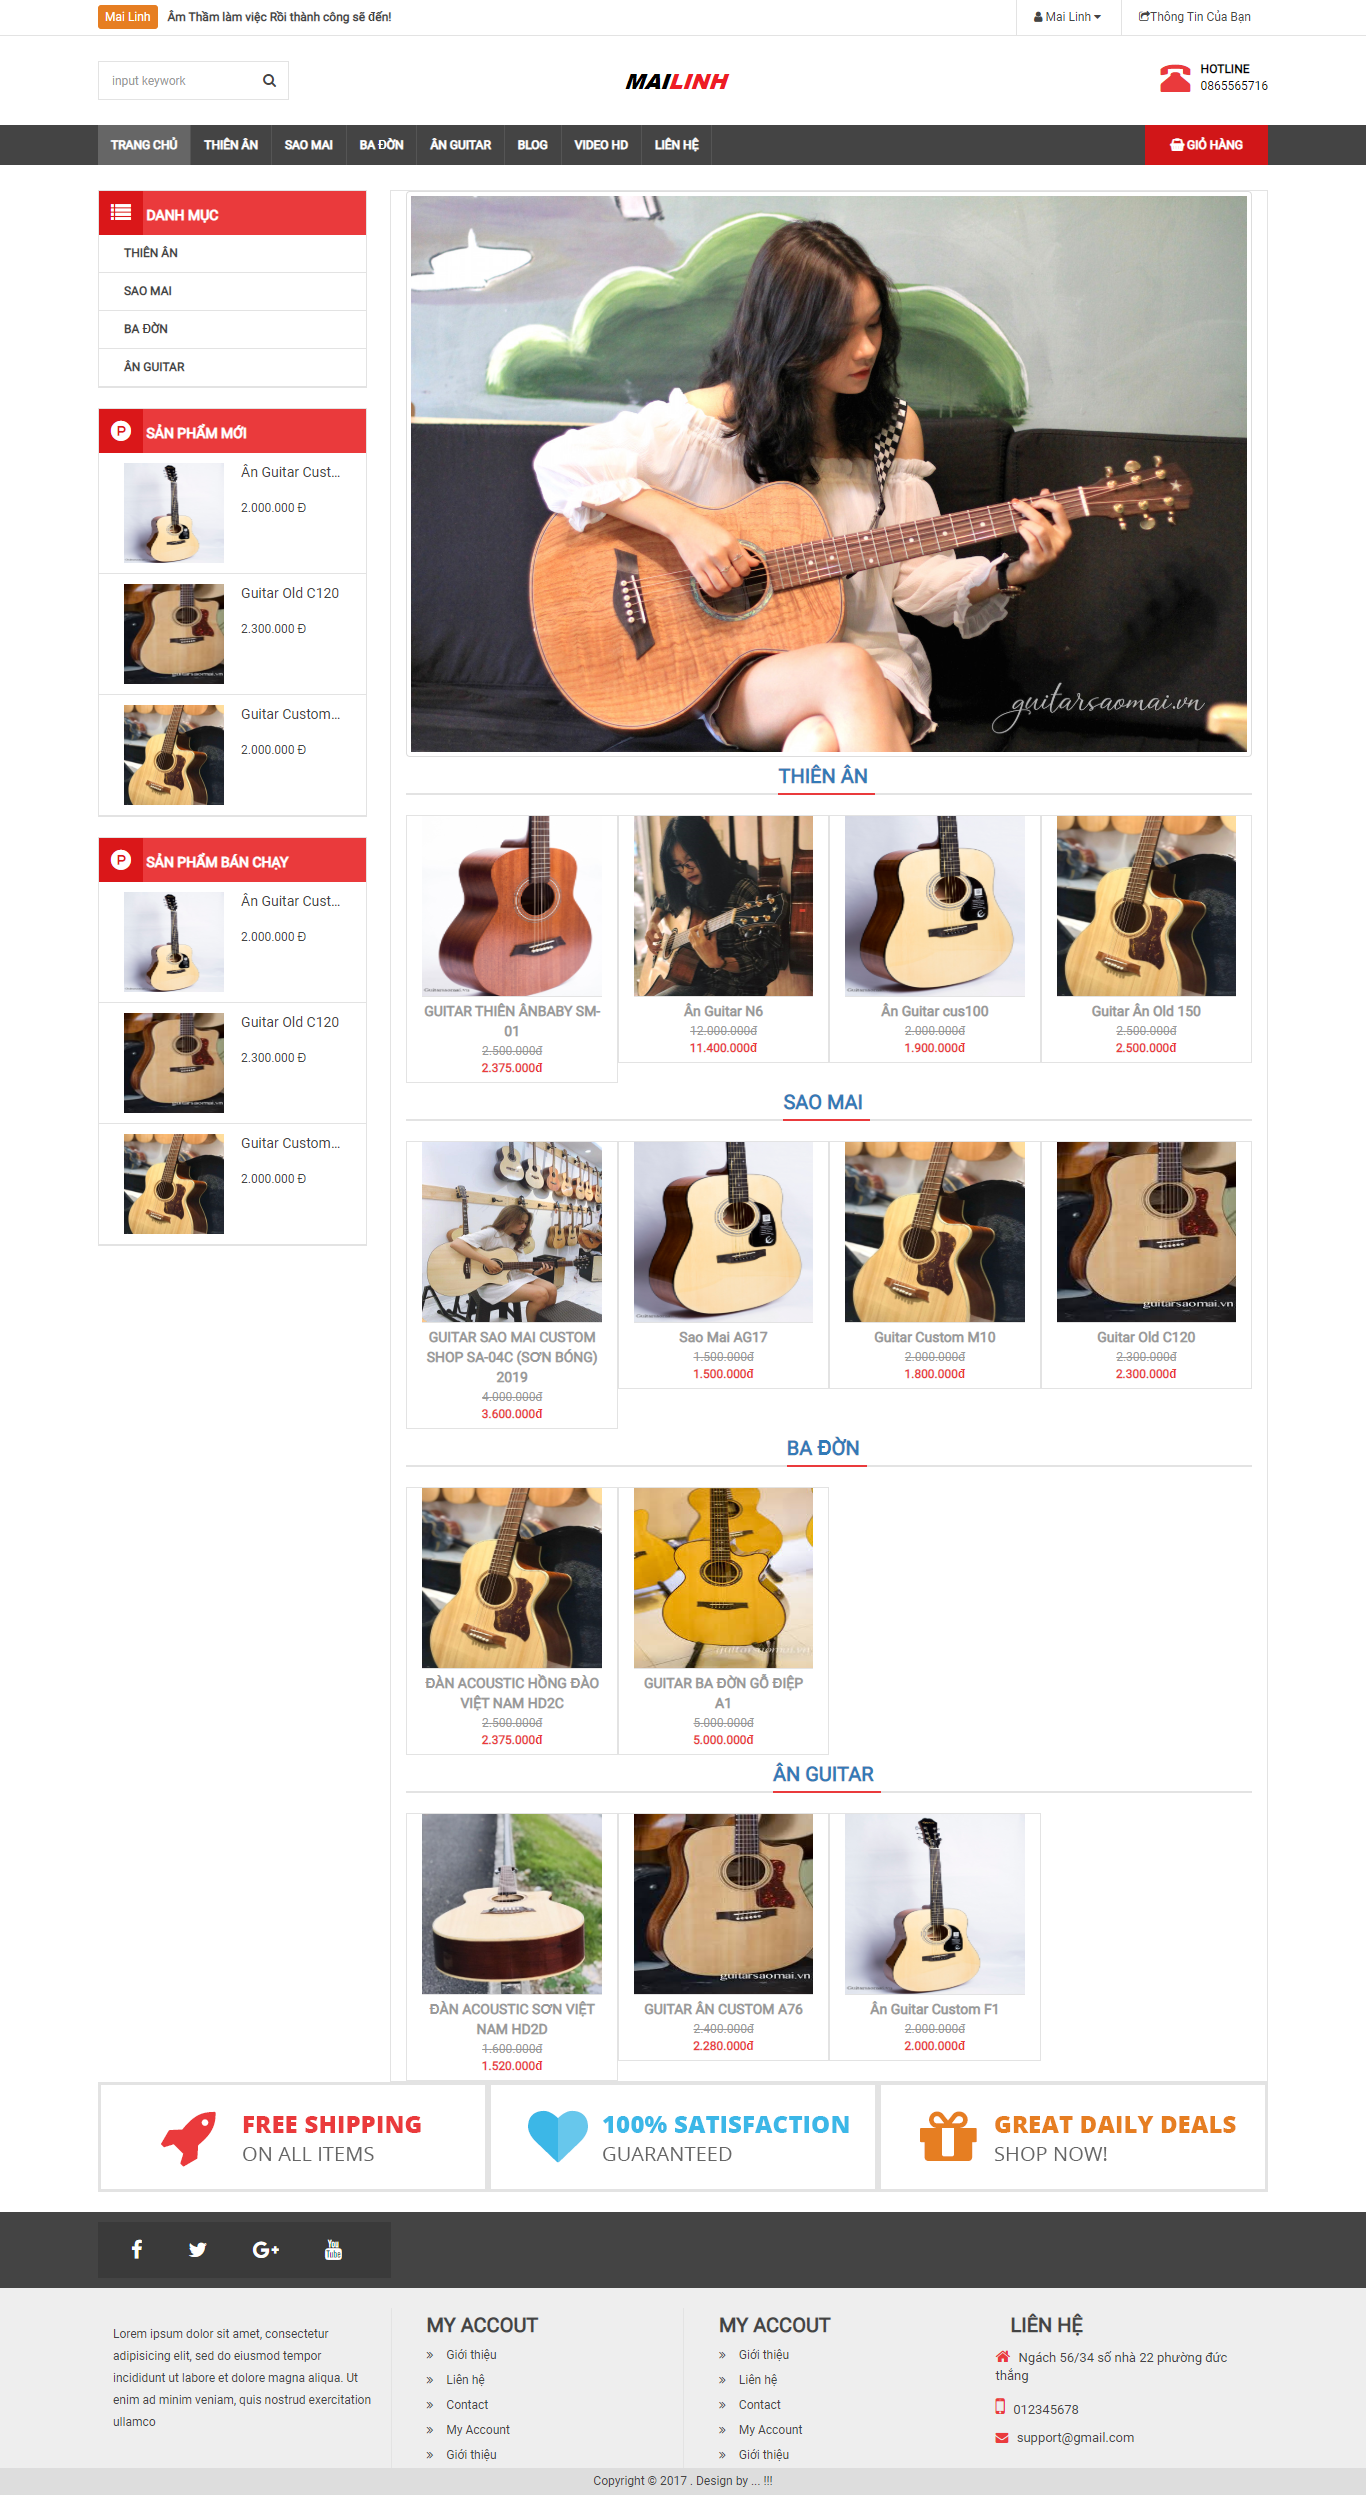 Mai Linh Âm Thầm làm việc Rồi thành công sẽ đến!
Mai Linh
Thông Tin Của Bạn
input keywork
MAILINH
HOTLINE
0865565716
TRANG CHỦ THIÊN ÂN SAO MAI BA ĐỜN ÂN GUITAR BLOG VIDEO HD LIÊN HỆ GIỎ HÀNG
DANH MỤC
THIÊN ÂN
SAO MAI
BA ĐỜN
ÂN GUITAR
SẢN PHẨM MỚI
Ân Guitar Cust...
2.000.000 Đ
Guitar Old C120
2.300.000 Đ
guitarsaomai.vn
Guitar Custom...
2.000.000 Đ
SẢN PHẨM BÁN CHẠY
Ân Guitar Cust...
2.000.000 Đ
Guitar Old C120
2.300.000 Đ
guitarsaomai.vn
Guitar Custom...
2.000.000 Đ
guitarsaomai.vn
THIÊN ÂN
GUITAR THIÊN ÂNBABY SM-
01
2.500.000đ
2.375.000đ
Ân Guitar N6
12.000.000đ
11.400.000đ
Ân Guitar cus100
2.000.000đ
1.900.000đ
Guitar Ân Old 150
2.500.000đ
2.500.000đ
SAO MAI
GUITAR SAO MAI CUSTOM
SHOP SA-04C (SƠN BÓNG)
2019
4.000.000đ
3.600.000đ
Sao Mai AG17
1.500.000đ
1.500.000đ
Guitar Custom M10
2.000.000đ
1.800.000đ
guitarsaomai.vn
Guitar Old C120
2.300.000đ
2.300.000đ
BA ĐỜN
ĐÀN ACOUSTIC HỒNG ĐÀO
VIỆT NAM HD2C
2.500.000đ
2.375.000đ
guitarsaomai.vn
GUITAR BA ĐỜN GỖ ĐIỆP
A1
5.000.000đ
5.000.000đ
ÂN GUITAR
ĐÀN ACOUSTIC SƠN VIỆT
NAM HD2D
1.600.000đ
1.520.000đ
guitarsaomai.vn
GUITAR ÂN CUSTOM A76
2.400.000đ
2.280.000đ
Ân Guitar Custom F1
2.000.000đ
2.000.000đ
FREE SHIPPING
ON ALL ITEMS
100% SATISFACTION
GUARANTEED
GREAT DAILY DEALS
SHOP NOW!
You
Tube
Lorem ipsum dolor sit amet, consectetur
adipisicing elit, sed do eiusmod tempor
incididunt ut labore et dolore magna aliqua. Ut
enim ad minim veniam, quis nostrud exercitation
ullamco
MY ACCOUT
» Giới thiệu
» Liên hệ
» Contact
» My Account
» Giới thiệu
MY ACCOUT
» Giới thiệu
» Liên hệ
» Contact
» My Account
» Giới thiệu
LIÊN HỆ
Ngách 56/34 số nhà 22 phường đức
thắng
012345678
support@gmail.com
Copyright © 2017 . Design by ... !!!